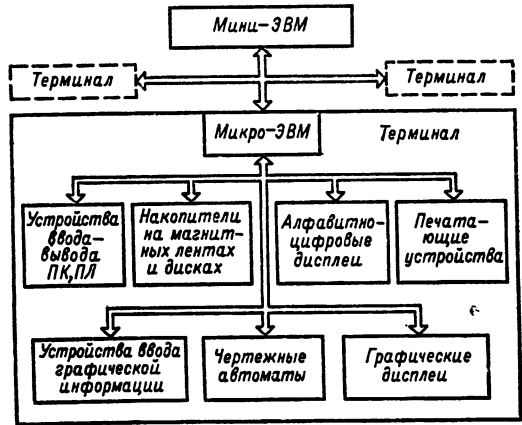 Мини-ЭВМ
Терминал
Терминал
Микро-ЭВМ
Терминал
Устройства
ввода-
вывода
ПК,ПЛ
Накопители
на магнит-
ных лентах
и дисках
Алфавитно-
цифровые
дисплеи
Печата-
ющие
устройства
Устройства ввода
графической
информации
Чертежные
автоматы
Графические
дисплеи